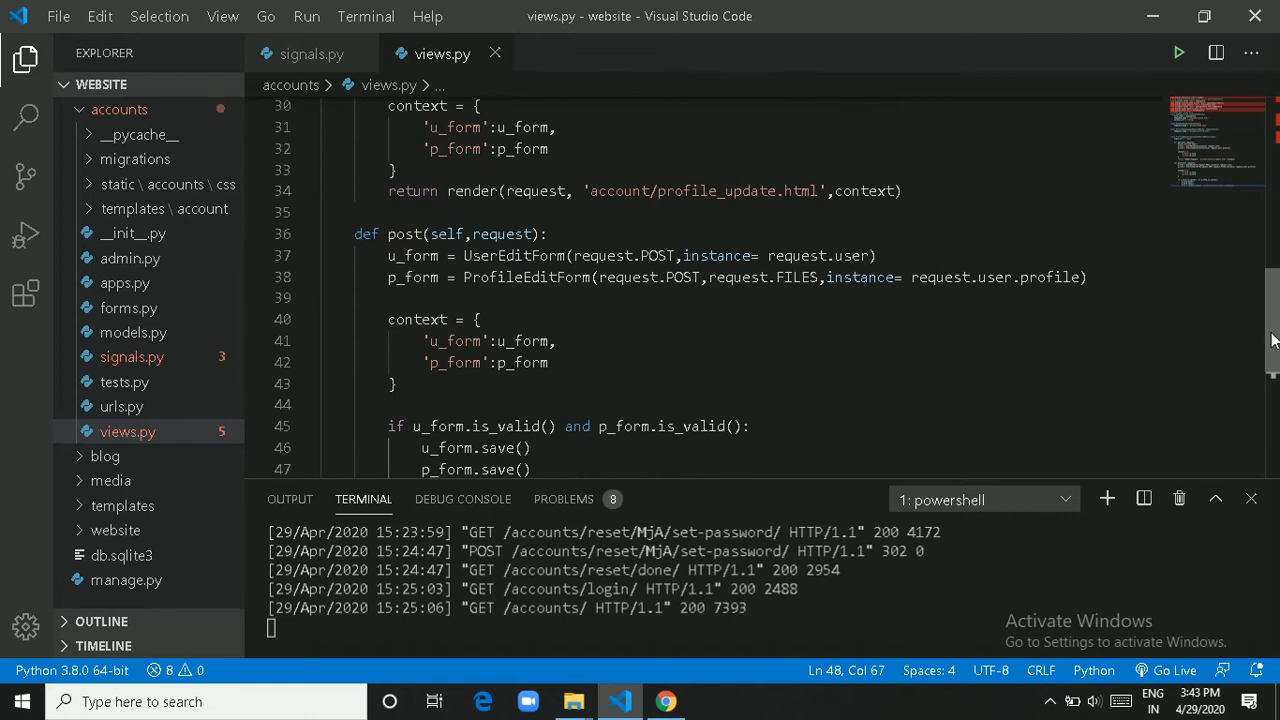 File Edit Selection View Go Run Terminal Help views.py - website - Visual Studio Code
EXPLORER
signals.py views.py
WEBSITE
accounts > views.py > ...
accounts
__pycache__
migrations
static \ accounts \ css
templates \ account
__init__.py
admin.py
apps.py
forms.py
models.py
signals.py 3
tests.py
urls.py
views.py 5
blog
media
templates
website
db.sqlite3
manage.py
OUTLINE
TIMELINE
30 context = {
31 'u_form':u_form,
32 'p_form':p_form
33 }
34 return render(request, 'account/profile_update.html',context)
35
36 def post(self,request):
37 u_form = UserEditForm(request.POST,instance= request.user)
38 p_form = ProfileEditForm(request.POST,request.FILES,instance= request.user.profile)
39
40 context = {
41 'u_form':u_form,
42 'p_form':p_form
43 }
44
45 if u_form.is_valid() and p_form.is_valid():
46 u_form.save()
47 p_form.save()
OUTPUT TERMINAL DEBUG CONSOLE PROBLEMS 8 1: powershell
[29/Apr/2020 15:23:59] "GET /accounts/reset/MjA/set-password/ HTTP/1.1" 200 4172
[29/Apr/2020 15:24:47] "POST /accounts/reset/MjA/set-password/ HTTP/1.1" 302 0
[29/Apr/2020 15:24:47] "GET /accounts/reset/done/ HTTP/1.1" 200 2954
[29/Apr/2020 15:25:03] "GET /accounts/login/ HTTP/1.1" 200 2488
[29/Apr/2020 15:25:06] "GET /accounts/ HTTP/1.1" 200 7393
Activate Windows
Go to Settings to activate Windows.
Python 3.8.0 64-bit 8 0 Ln 48, Col 67 Spaces: 4 UTF-8 CRLF Python Go Live
Type here to search
ENG
IN
3:43 PM
4/29/2020